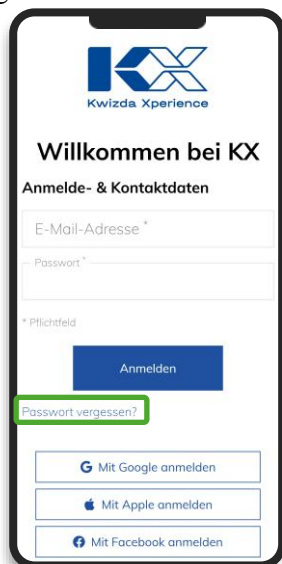 KX
Kwizda Xperience
Willkommen bei KX
Anmelde- & Kontaktdaten
E-Mail-Adresse *
Passwort *
* Pflichtfeld
Anmelden
Passwort vergessen?
Mit Google anmelden
Mit Apple anmelden
Mit Facebook anmelden